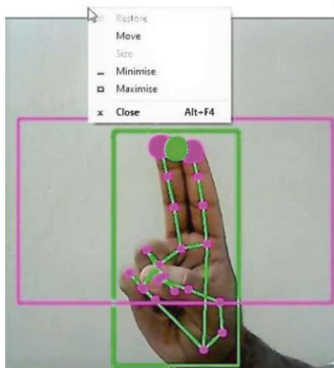 Restore
Move
Size
Minimise
Maximise
Close Alt+F4